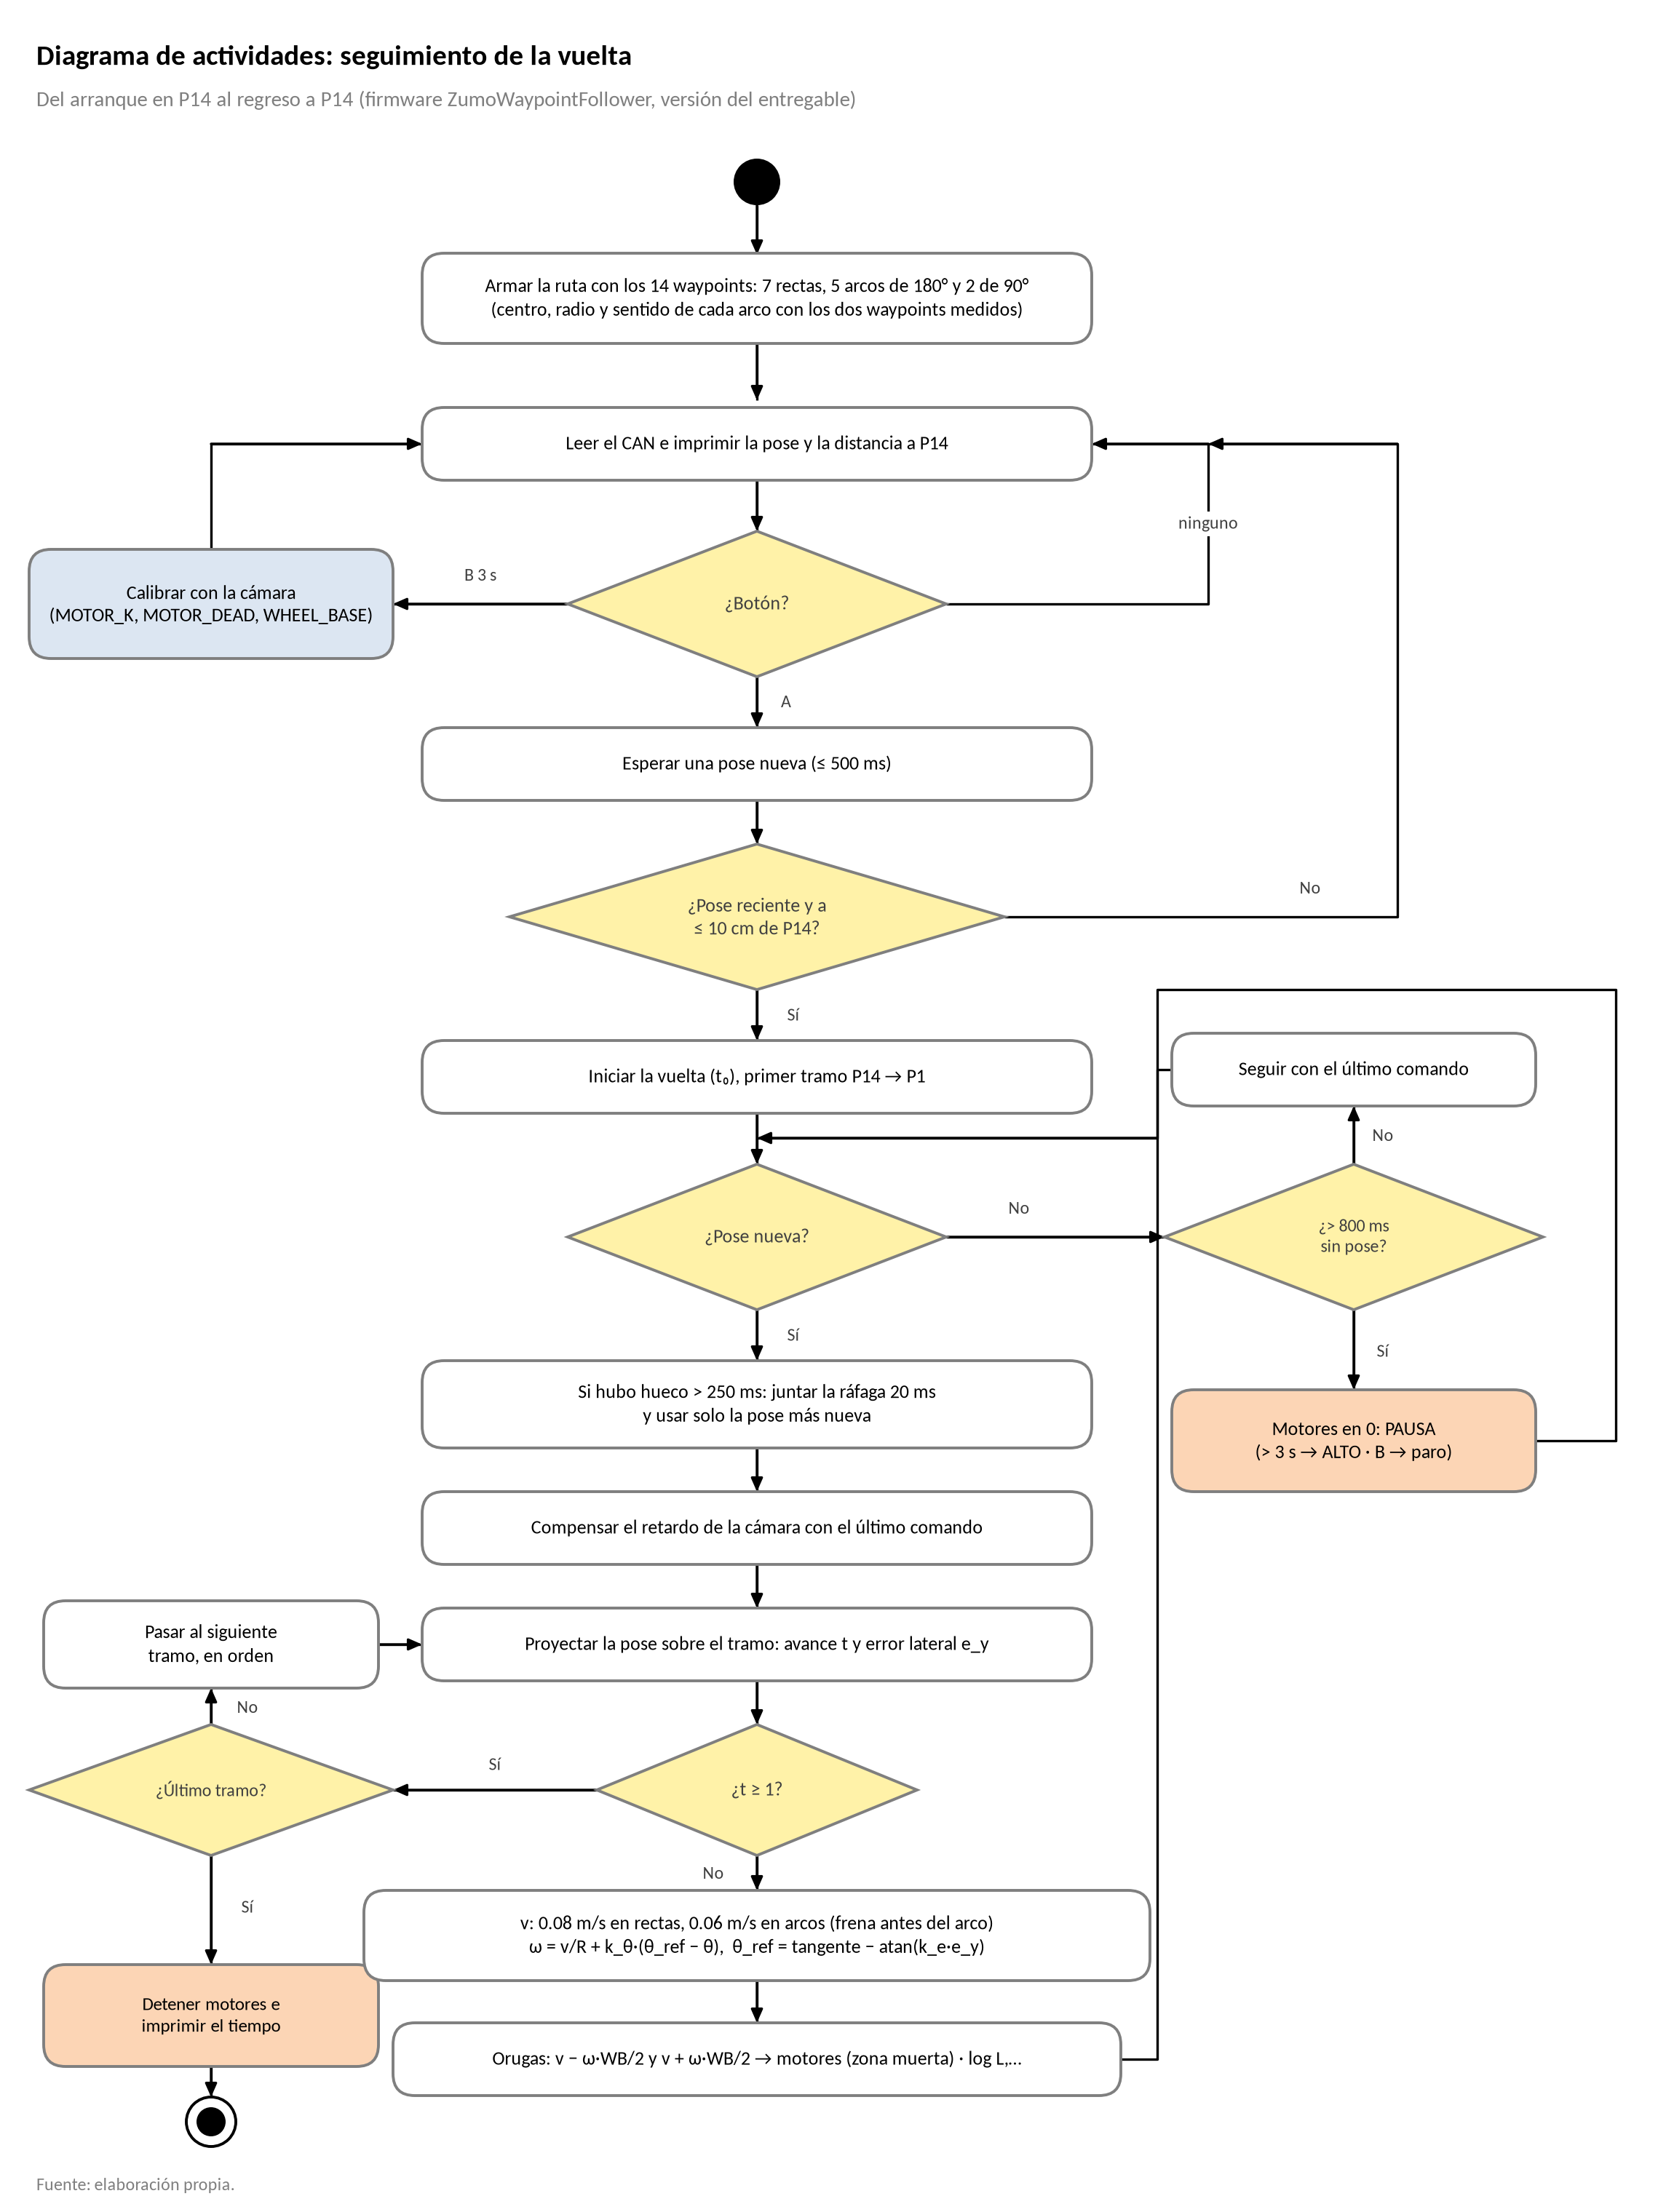 Diagrama de actividades: seguimiento de la vuelta
Del arranque en P14 al regreso a P14 (firmware ZumoWaypointFollower, versión del entregable)
Armar la ruta con los 14 waypoints: 7 rectas, 5 arcos de 180° y 2 de 90°
(centro, radio y sentido de cada arco con los dos waypoints medidos)
Leer el CAN e imprimir la pose y la distancia a P14
ninguno
Calibrar con la cámara
(MOTOR_K, MOTOR_DEAD, WHEEL_BASE)
B 3 s
¿Botón?
A
Esperar una pose nueva (≤ 500 ms)
¿Pose reciente y a
≤ 10 cm de P14?
No
Sí
Iniciar la vuelta (t₀), primer tramo P14 → P1
Seguir con el último comando
No
¿Pose nueva?
No
¿> 800 ms
sin pose?
Sí
Sí
Si hubo hueco > 250 ms: juntar la ráfaga 20 ms
y usar solo la pose más nueva
Motores en 0: PAUSA
(> 3 s → ALTO · B → paro)
Compensar el retardo de la cámara con el último comando
Pasar al siguiente
tramo, en orden
Proyectar la pose sobre el tramo: avance t y error lateral e_y
No
¿Último tramo?
Sí
¿t ≥ 1?
No
Sí
v: 0.08 m/s en rectas, 0.06 m/s en arcos (frena antes del arco)
ω = v/R + k_θ·(θ_ref − θ), θ_ref = tangente − atan(k_e·e_y)
Detener motores e
imprimir el tiempo
Orugas: v − ω·WB/2 y v + ω·WB/2 → motores (zona muerta) · log L,...
Fuente: elaboración propia.